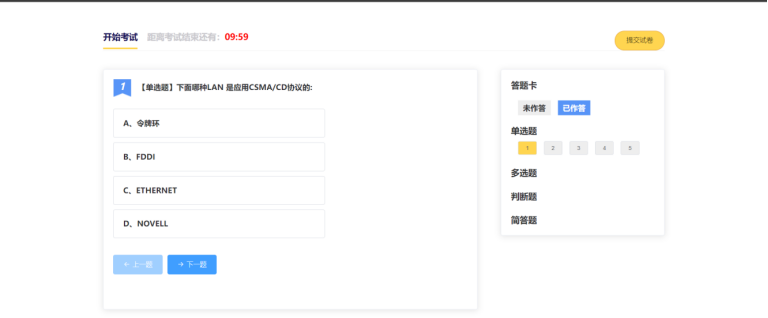 开始考试 距离考试结束还有：09:59
提交试卷
1 【单选题】下面哪种LAN 是应用CSMA/CD协议的:
A、令牌环
B、FDDI
C、ETHERNET
D、NOVELL
← 上一题 → 下一题
答题卡
未作答 已作答
单选题
1 2 3 4 5
多选题
判断题
简答题